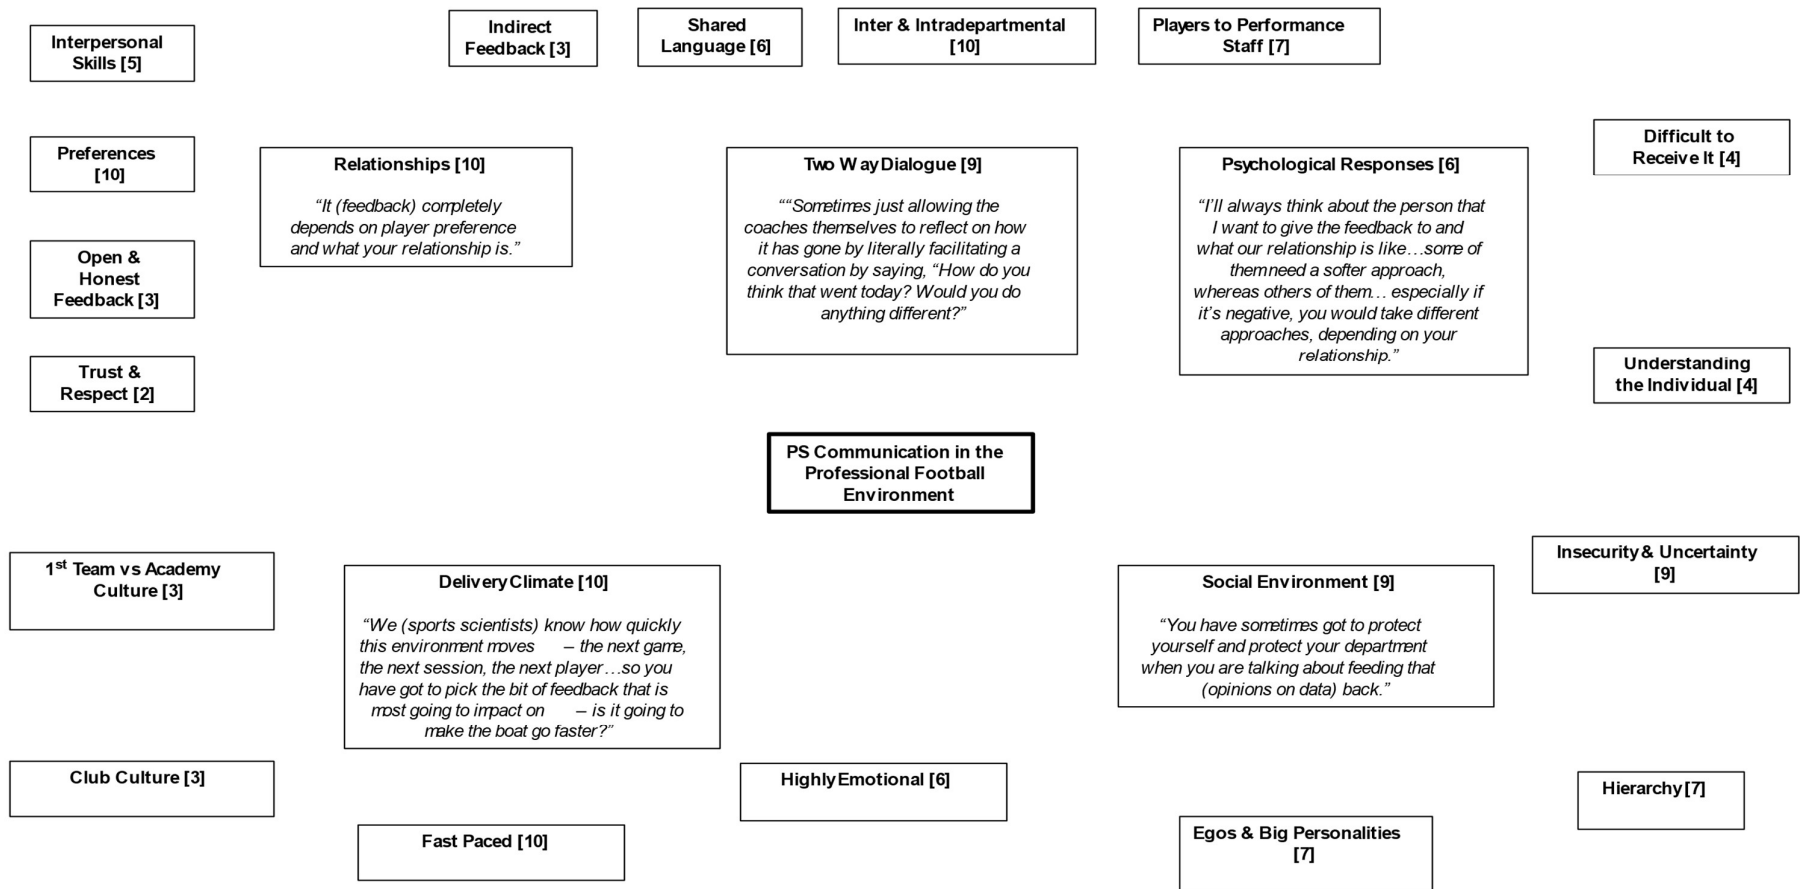 Interpersonal
Skills [5]
Indirect
Feedback [3]
Shared
Language [6]
Inter & Intradepartmental
[10]
Players to Performance
Staff [7]
Preferences
[10]
Open &
Honest
Feedback [3]
Trust &
Respect [2]
Relationships [10]
“It (feedback) completely
depends on player preference
and what your relationship is.”
Two Way Dialogue [9]
““Sometimes just allowing the
coaches themselves to reflect on how
it has gone by literally facilitating a
conversation by saying, “How do you
think that went today? Would you do
anything different?”
Psychological Responses [6]
“I’ll always think about the person that
I want to give the feedback to and
what our relationship is like…some of
them need a softer approach,
whereas others of them… especially if
it’s negative, you would take different
approaches, depending on your
relationship.”
Difficult to
Receive It [4]
Understanding
the Individual [4]
PS Communication in the
Professional Football
Environment
1st Team vs Academy
Culture [3]
Club Culture [3]
Delivery Climate [10]
“We (sports scientists) know how quickly
this environment moves – the next game,
the next session, the next player…so you
have got to pick the bit of feedback that is
most going to impact on – is it going to
make the boat go faster?”
Fast Paced [10]
Highly Emotional [6]
Social Environment [9]
“You have sometimes got to protect
yourself and protect your department
when you are talking about feeding that
(opinions on data) back.”
Insecurity & Uncertainty
[9]
Hierarchy [7]
Egos & Big Personalities
[7]